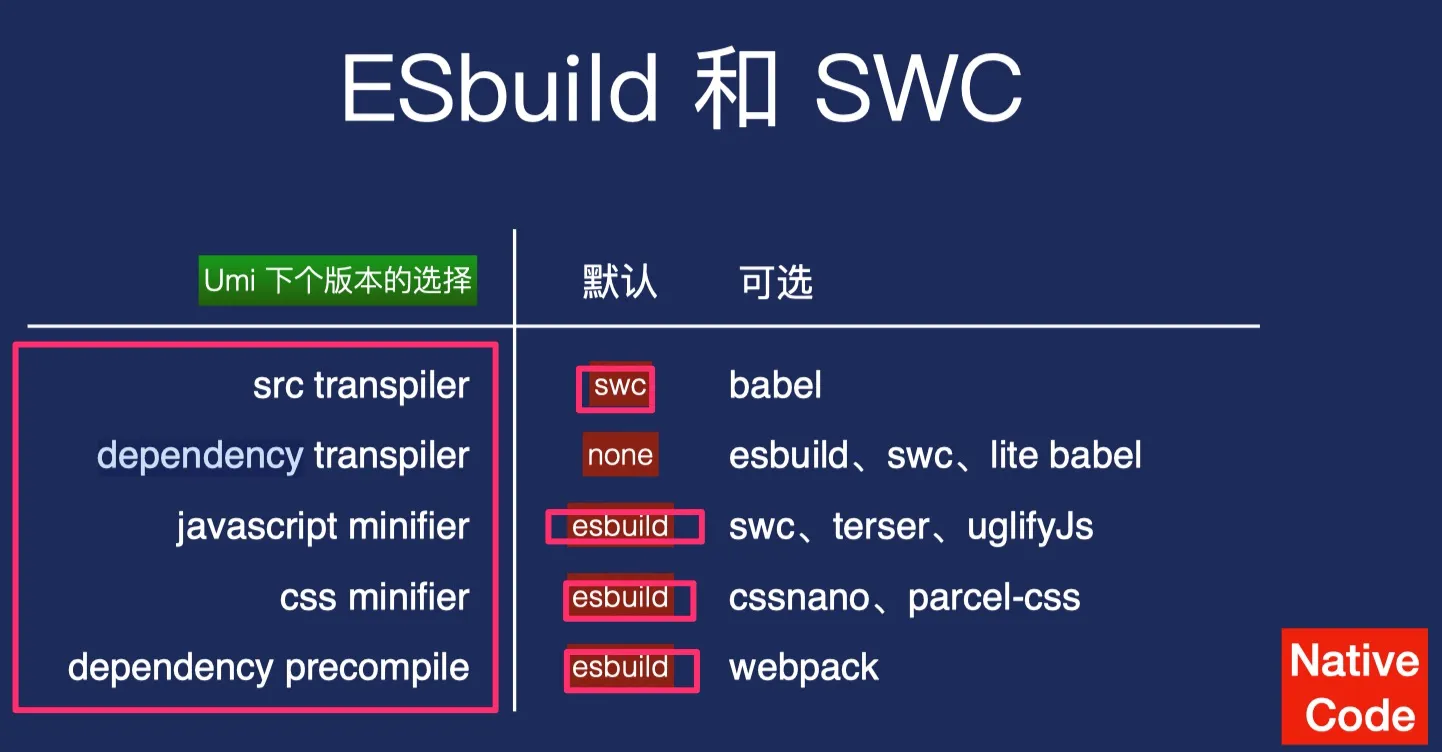 ESbuild 和 SWC
Umi 下个版本的选择 默认 可选
src transpiler swc babel
dependency transpiler none esbuild、swc、lite babel
javascript minifier esbuild swc、terser、uglifyJs
css minifier esbuild cssnano、parcel-css
dependency precompile esbuild webpack
Native
Code